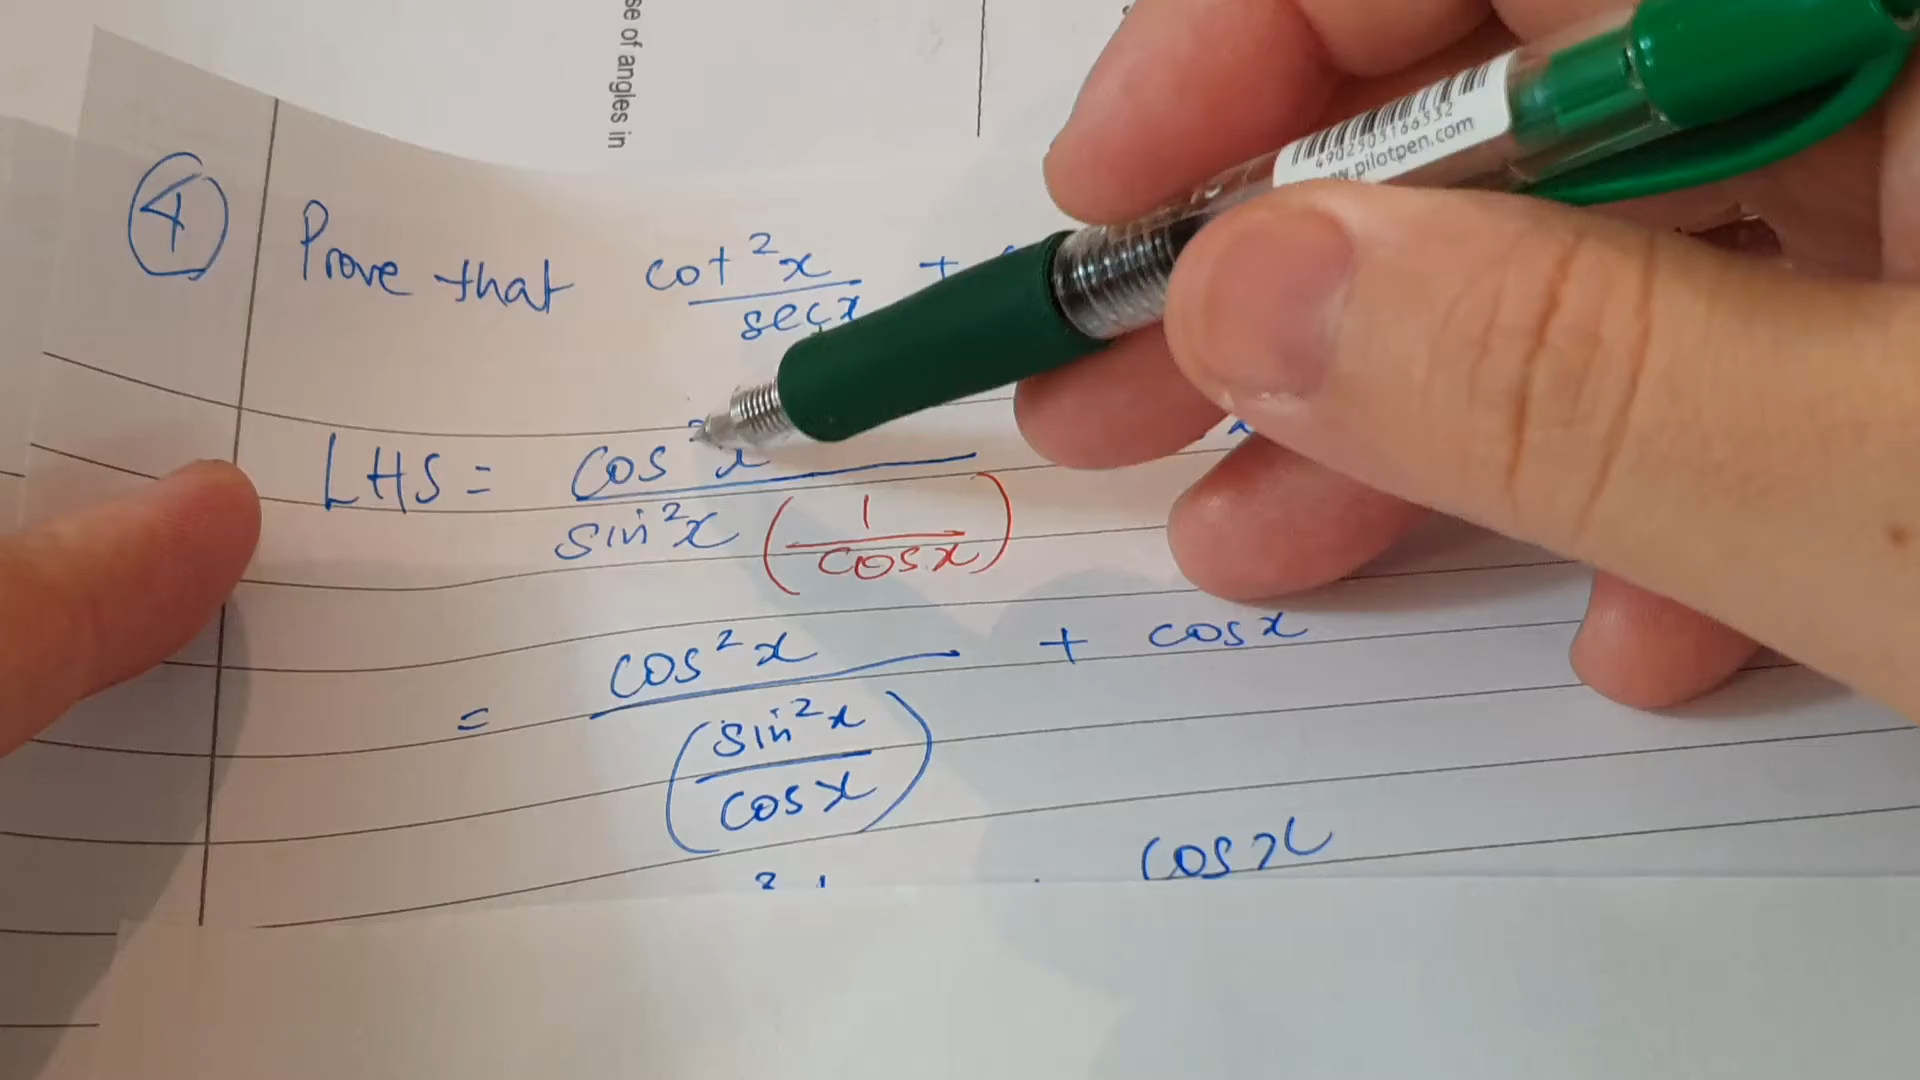 se of angles in
4902505166332
w.pilotpen.com
④ Prove that cot²x / secx +
LHS = cos²x / sin²x (1 / cosx)
= cos²x / (sin²x / cosx) + cosx
cosx